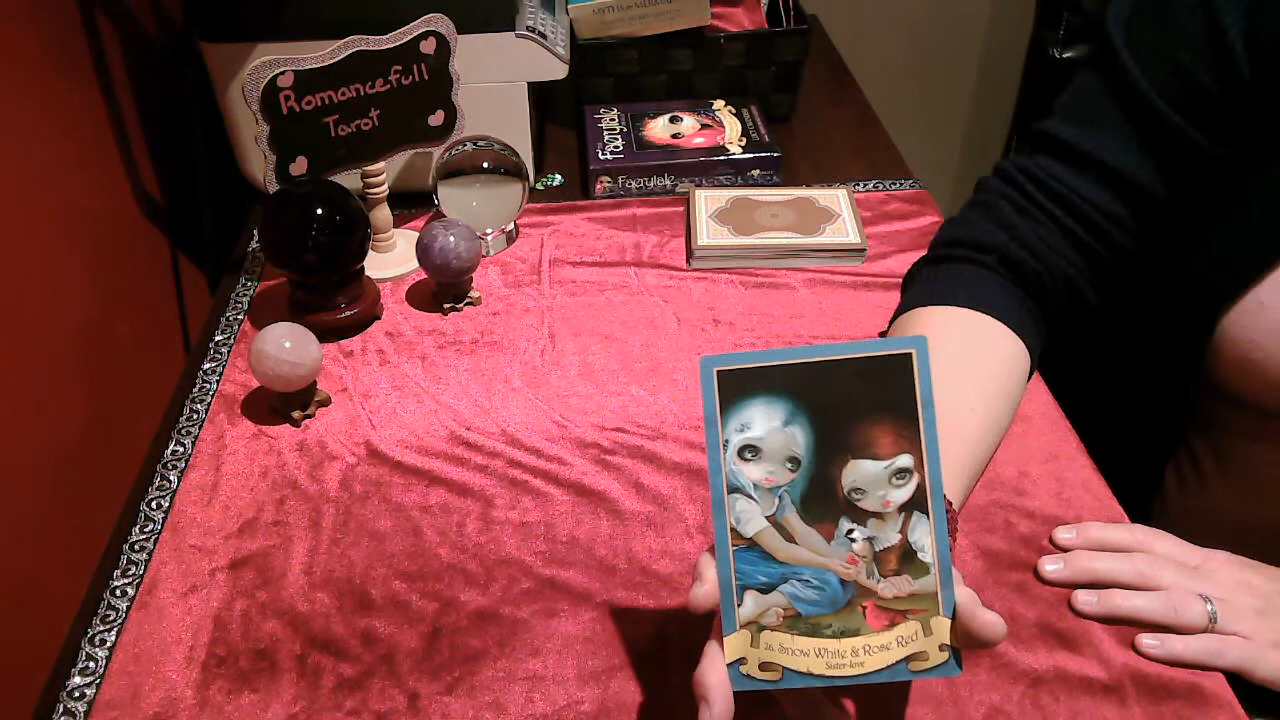 Romancefull
Tarot
Faerytale
Faerytale
26. Snow White & Rose Red
Sister-love